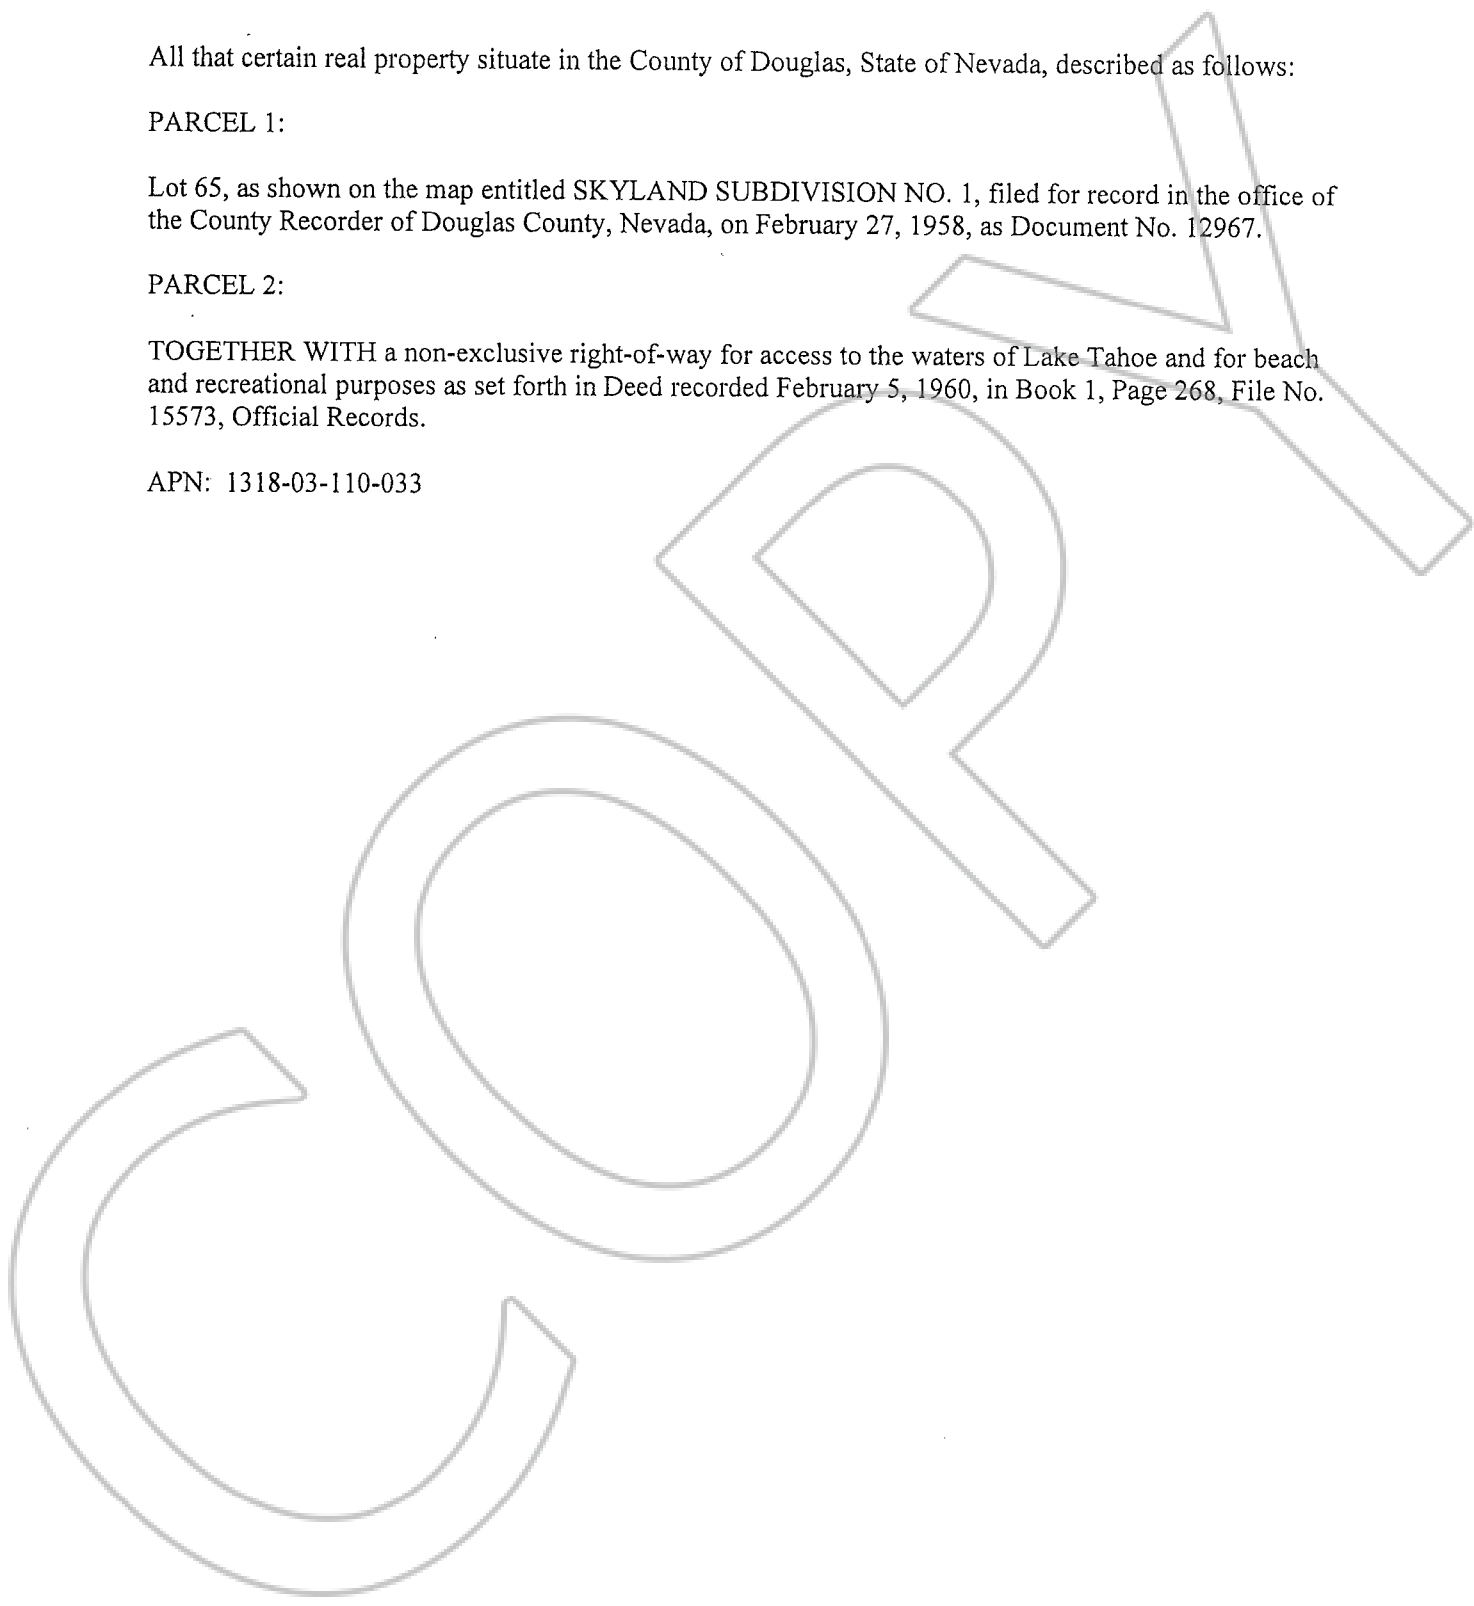 All that certain real property situate in the County of Douglas, State of Nevada, described as follows:
PARCEL 1:
Lot 65, as shown on the map entitled SKYLAND SUBDIVISION NO. 1, filed for record in the office of
the County Recorder of Douglas County, Nevada, on February 27, 1958, as Document No. 12967.
PARCEL 2:
TOGETHER WITH a non-exclusive right-of-way for access to the waters of Lake Tahoe and for beach
and recreational purposes as set forth in Deed recorded February 5, 1960, in Book 1, Page 268, File No.
15573, Official Records.
APN: 1318-03-110-033
COPY